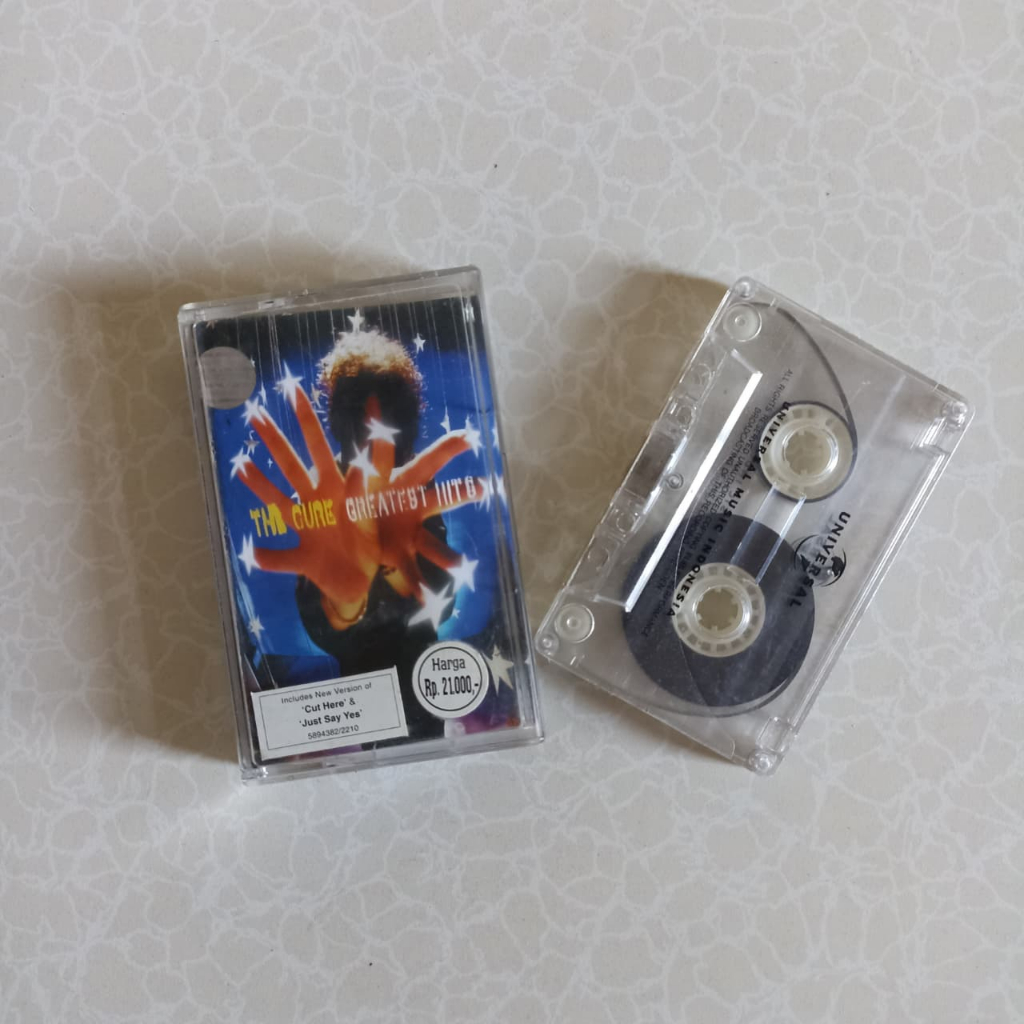 THE CURE GREATEST HITS
Includes New Version of
'Cut Here' &
'Just Say Yes'
5894382/2210
Harga
Rp. 21.000,-
UNIVERSAL
UNIVERSAL MUSIC INDONESIA